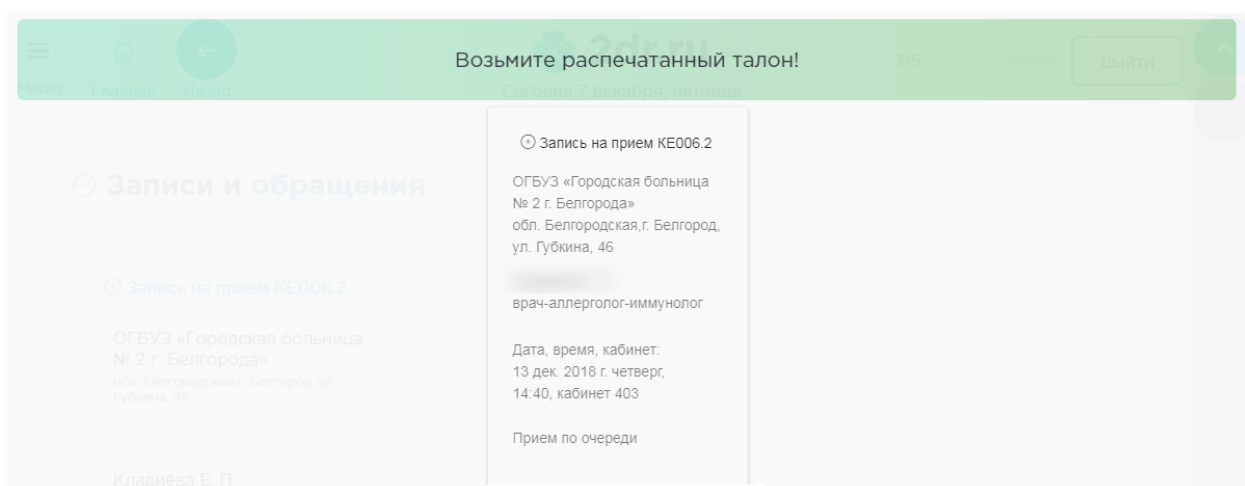 Возьмите распечатанный талон!
2dr.ru
315
Выйти
Меню
Главная
Назад
Сегодня 7 декабря, пятница
Запись на прием КЕ006.2
ОГБУЗ «Городская больница
№ 2 г. Белгорода»
обл. Белгородская,г. Белгород,
ул. Губкина, 46
врач-аллерголог-иммунолог
Дата, время, кабинет:
13 дек. 2018 г. четверг,
14:40, кабинет 403
Прием по очереди
Записи и обращения
Запись на прием КЕ006.2
ОГБУЗ «Городская больница
№ 2 г. Белгорода»
обл. Белгородская,г. Белгород, ул.
Губкина, 46
Кладиёва Е. П.